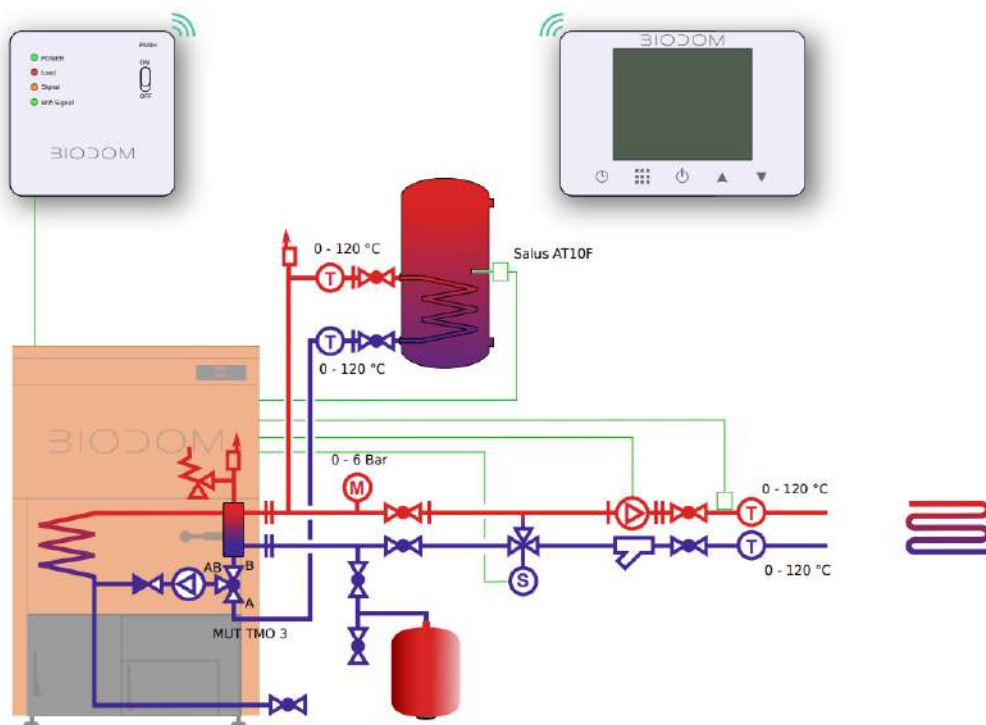 PUSH
POWER
ON
Load
Signal
Wifi Signal
OFF
BIODOM
BIODOM
0 - 120 °C
T
Salus AT10F
T
0 - 120 °C
BIODOM
0 - 6 Bar
M
0 - 120 °C
T
T
0 - 120 °C
AB
B
S
A
MUT TMO 3